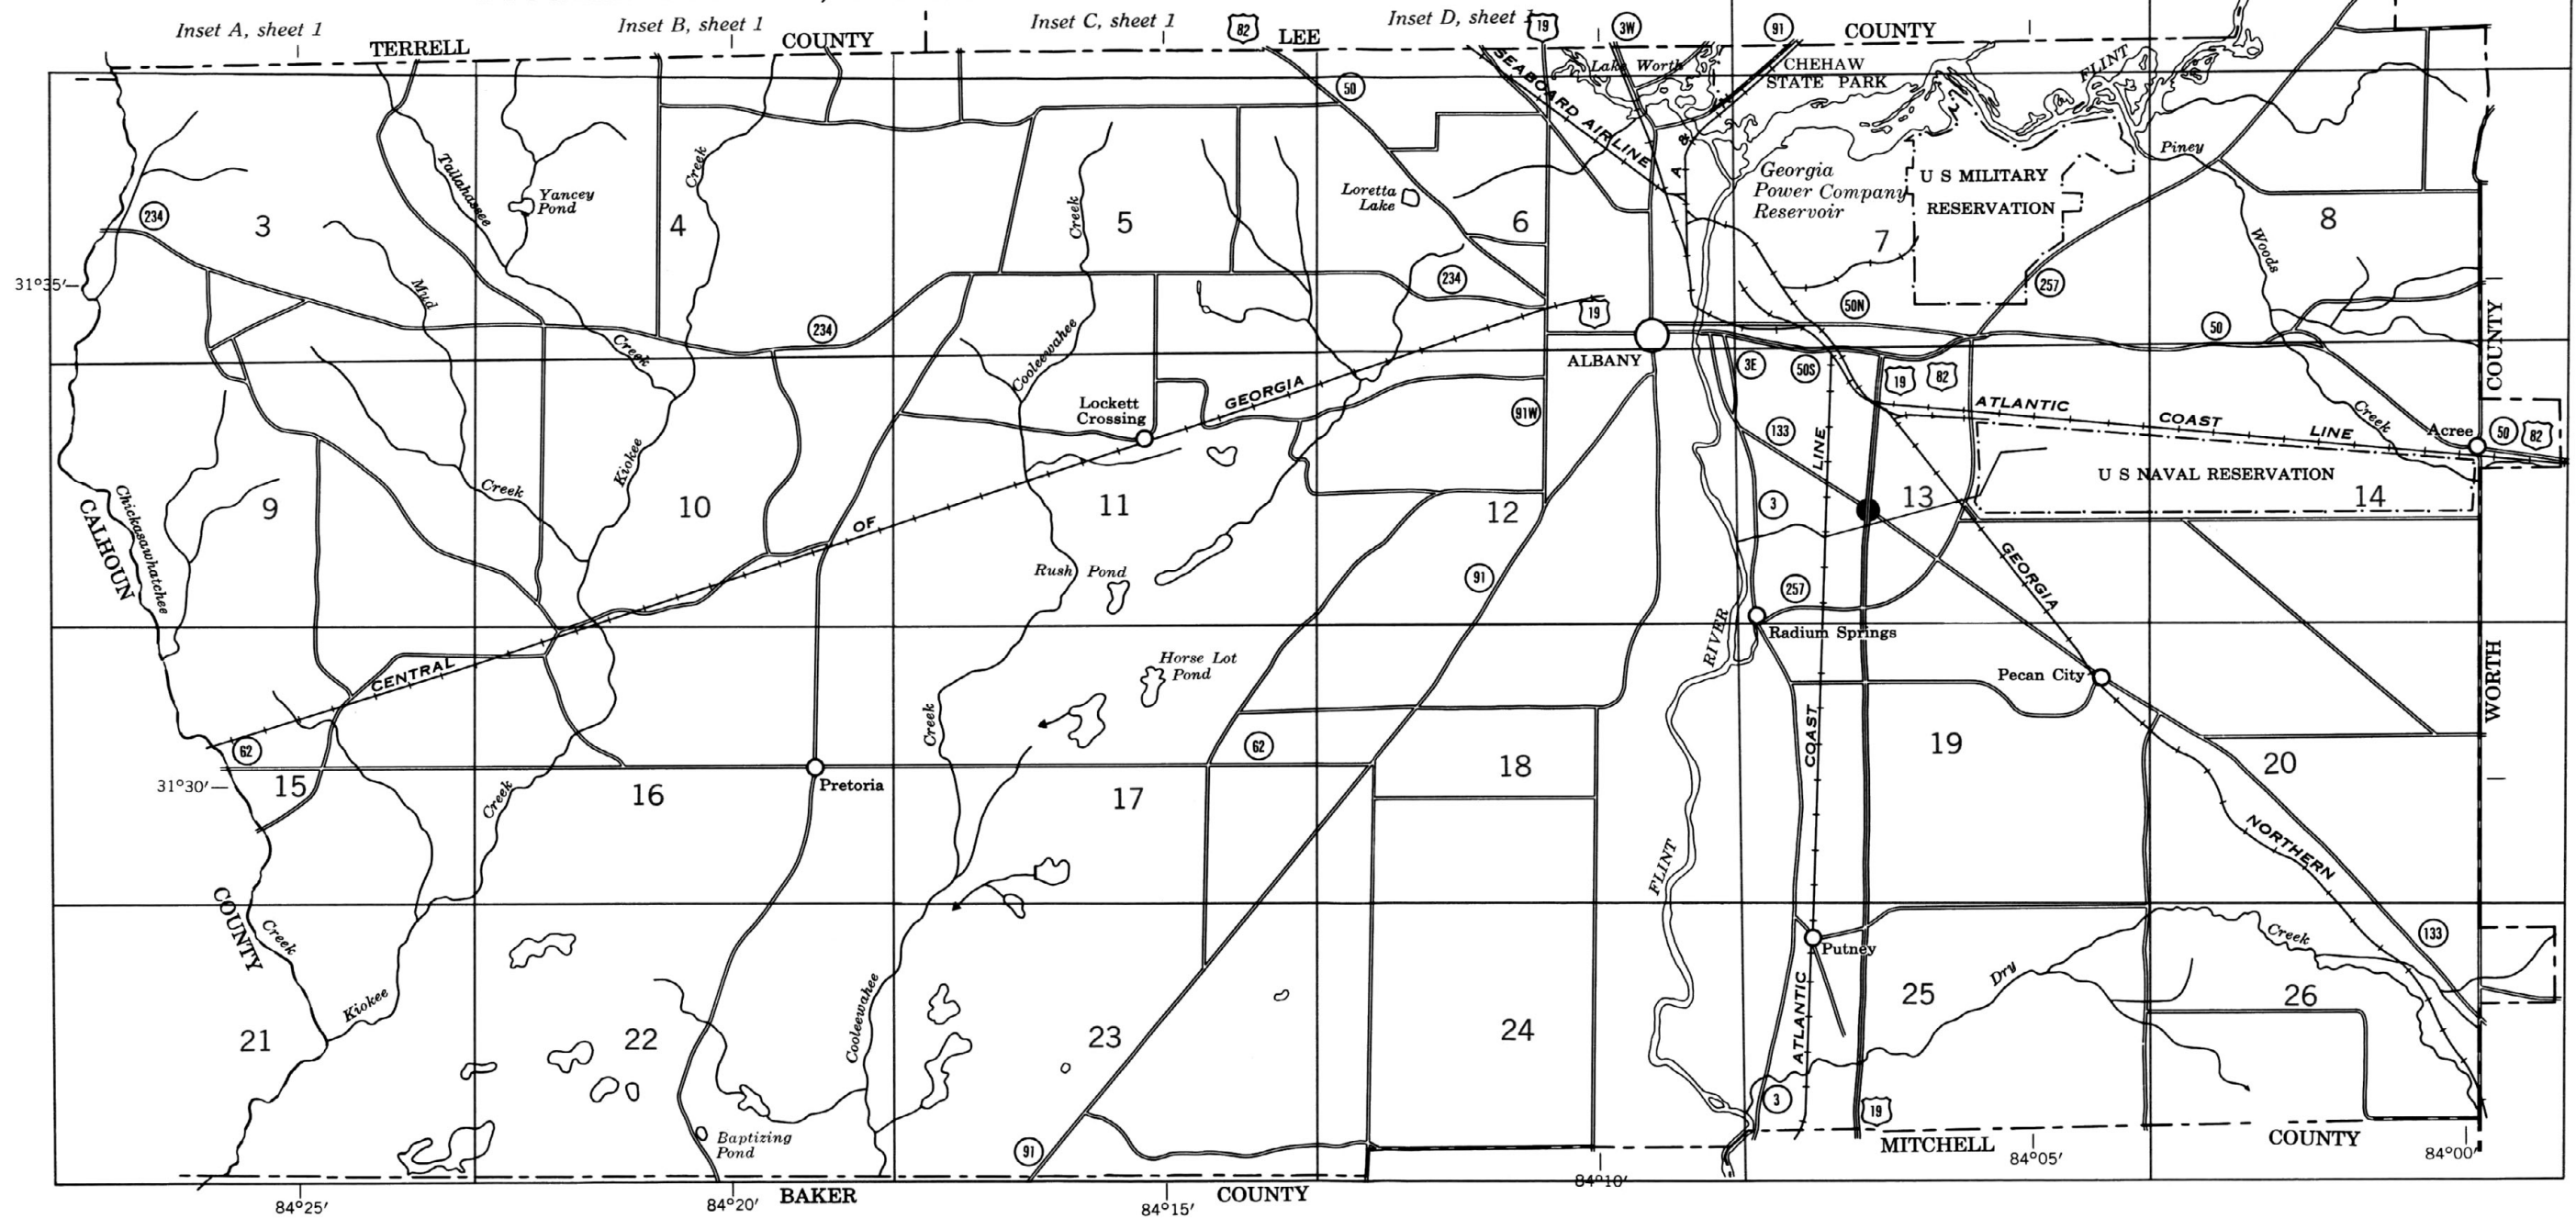 Inset A, sheet 1
Inset B, sheet 1
Inset C, sheet 1
Inset D, sheet 1
TERRELL
COUNTY
82
LEE
19
3W
91
COUNTY
SEABOARD AIRLINE
Lake Worth
CHEHAW
STATE PARK
FLINT
50
A &
S
Tallahassee
Creek
Yancey
Pond
Creek
Loretta
Lake
Georgia
Power Company
Reservoir
U S MILITARY
RESERVATION
Piney
Woods
Creek
234
3
4
5
6
7
8
31°35'
Mud
Creek
234
234
19
50N
257
50
COUNTY
Cooleewahee
ALBANY
3E
50S
19
82
Lockett
Crossing
GEORGIA
91W
133
LINE
ATLANTIC
COAST
LINE
Acree
50
82
U S NAVAL RESERVATION
Kiokee
Chickasawhatchee
CALHOUN
9
10
OF
11
12
3
13
14
Rush Pond
91
257
GEORGIA
RIVER
Radium Springs
Horse Lot
Pond
CENTRAL
Pecan City
WORTH
Creek
62
62
COAST
31°30'
15
16
Pretoria
17
18
19
20
Creek
NORTHERN
FLINT
COUNTY
Creek
Putney
Creek
133
Kiokee
Cooleewahee
ATLANTIC
Dry
21
22
23
24
25
26
Baptizing
Pond
91
3
19
MITCHELL
COUNTY
BAKER
COUNTY
84°25'
84°20'
84°15'
84°10'
84°05'
84°00'